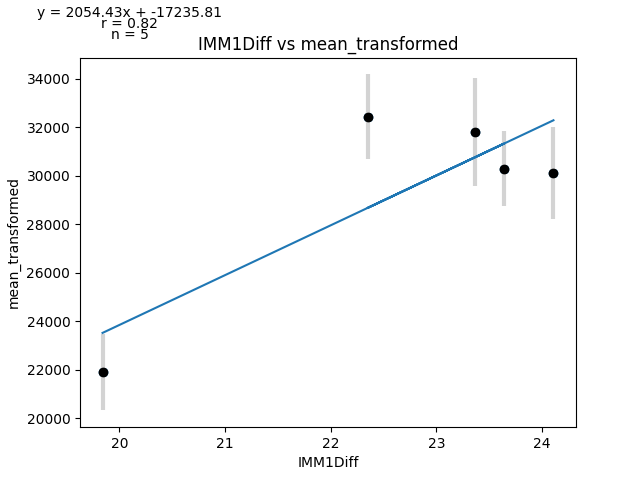 y = 2054.43x + -17235.81
r = 0.82
n = 5
IMM1Diff vs mean_transformed
34000
32000
30000
28000
26000
24000
22000
20000
mean_transformed
20 21 22 23 24
IMM1Diff